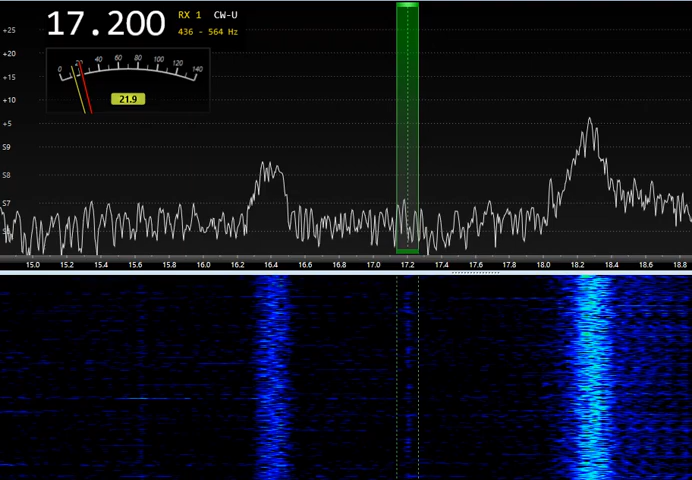 17.200
RX 1 CW-U
436 - 564 Hz
0 20 40 60 80 100 120 140
21.9
+25
+20
+15
+10
+5
S9
S8
S7
15.0 15.2 15.4 15.6 15.8 16.0 16.2 16.4 16.6 16.8 17.0 17.2 17.4 17.6 17.8 18.0 18.2 18.4 18.6 18.8